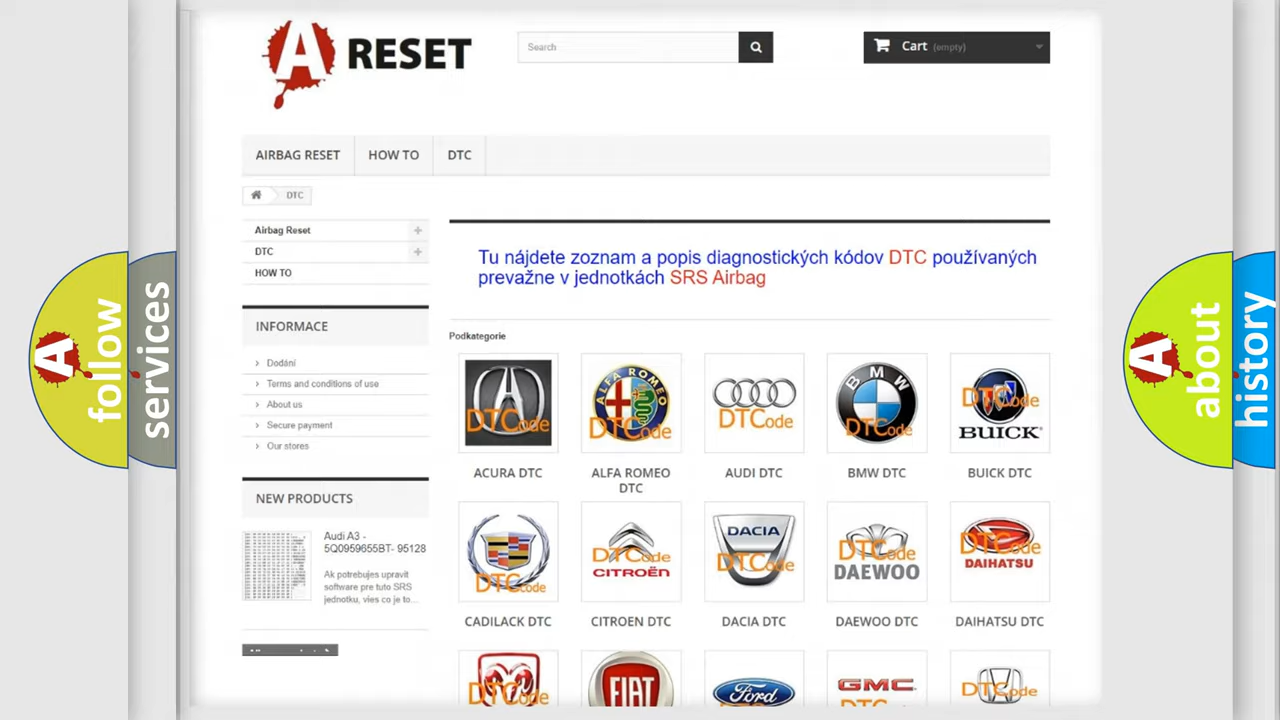 A RESET
Search
Cart (empty)
AIRBAG RESET
HOW TO
DTC
DTC
Airbag Reset
DTC
HOW TO
INFORMACE
Dodání
Terms and conditions of use
About us
Secure payment
Our stores
NEW PRODUCTS
Audi A3 -
5Q0959655BT- 95128
Ak potrebujes upravit
software pre tuto SRS
jednotku, vies co je to...
Tu nájdete zoznam a popis diagnostických kódov DTC používaných
prevažne v jednotkách SRS Airbag
Podkategorie
DTCode
ALFA ROMEO
DTCode
DTCode
BMW
DTCode
DTCode
BUICK
ACURA DTC
ALFA ROMEO
DTC
AUDI DTC
BMW DTC
BUICK DTC
DTCode
DTCode
CITROËN
DACIA
DTCode
DTCode
DAEWOO
DTCode
DAIHATSU
CADILACK DTC
CITROEN DTC
DACIA DTC
DAEWOO DTC
DAIHATSU DTC
DTCode
FIAT
Ford
GMC
DTCode
A follow
services
A about
history